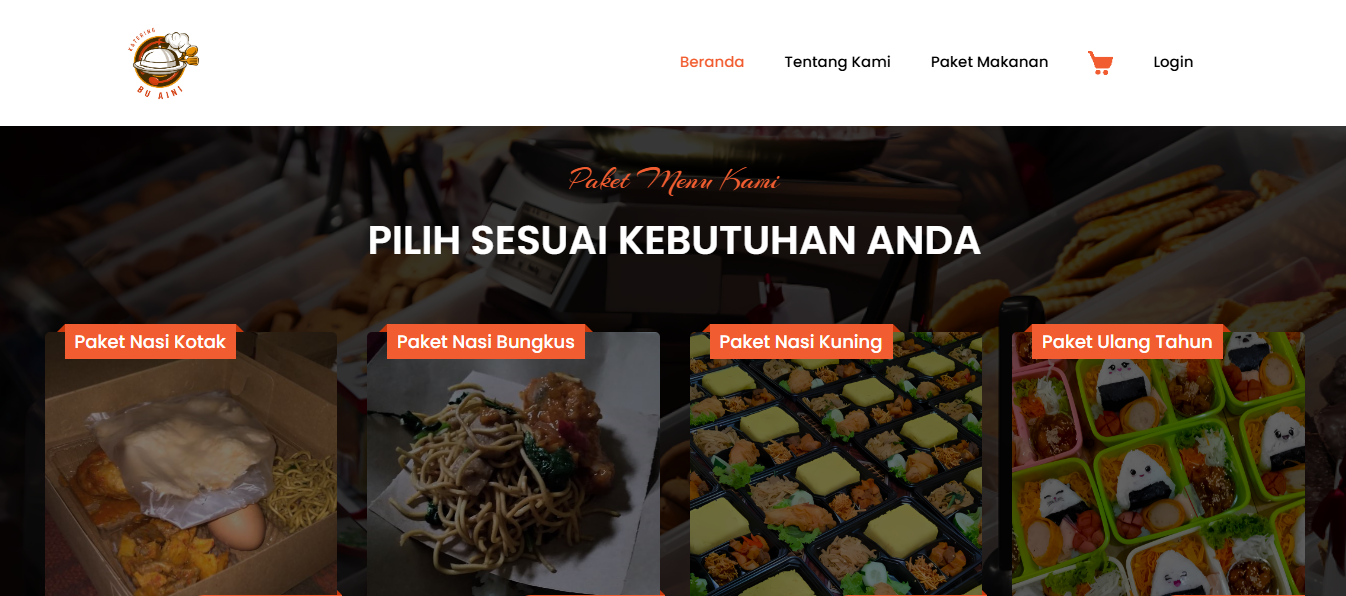 KATERING
BU AINI
Beranda
Tentang Kami
Paket Makanan
Login
Paket Menu Kami
PILIH SESUAI KEBUTUHAN ANDA
Paket Nasi Kotak
Paket Nasi Bungkus
Paket Nasi Kuning
Paket Ulang Tahun